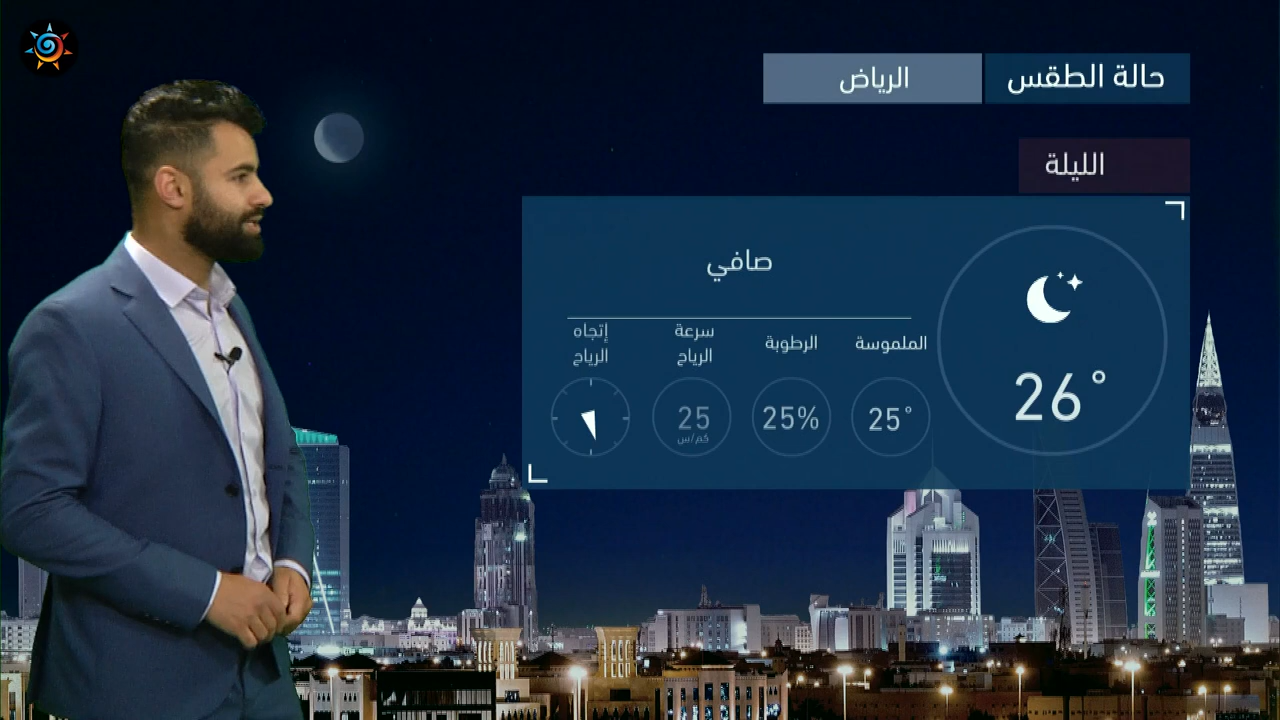 حالة الطقس
الرياض
الليلة
صافي
26°
الملموسة
25°
الرطوبة
25%
سرعة
الرياح
25
كم/س
إتجاه
الرياح